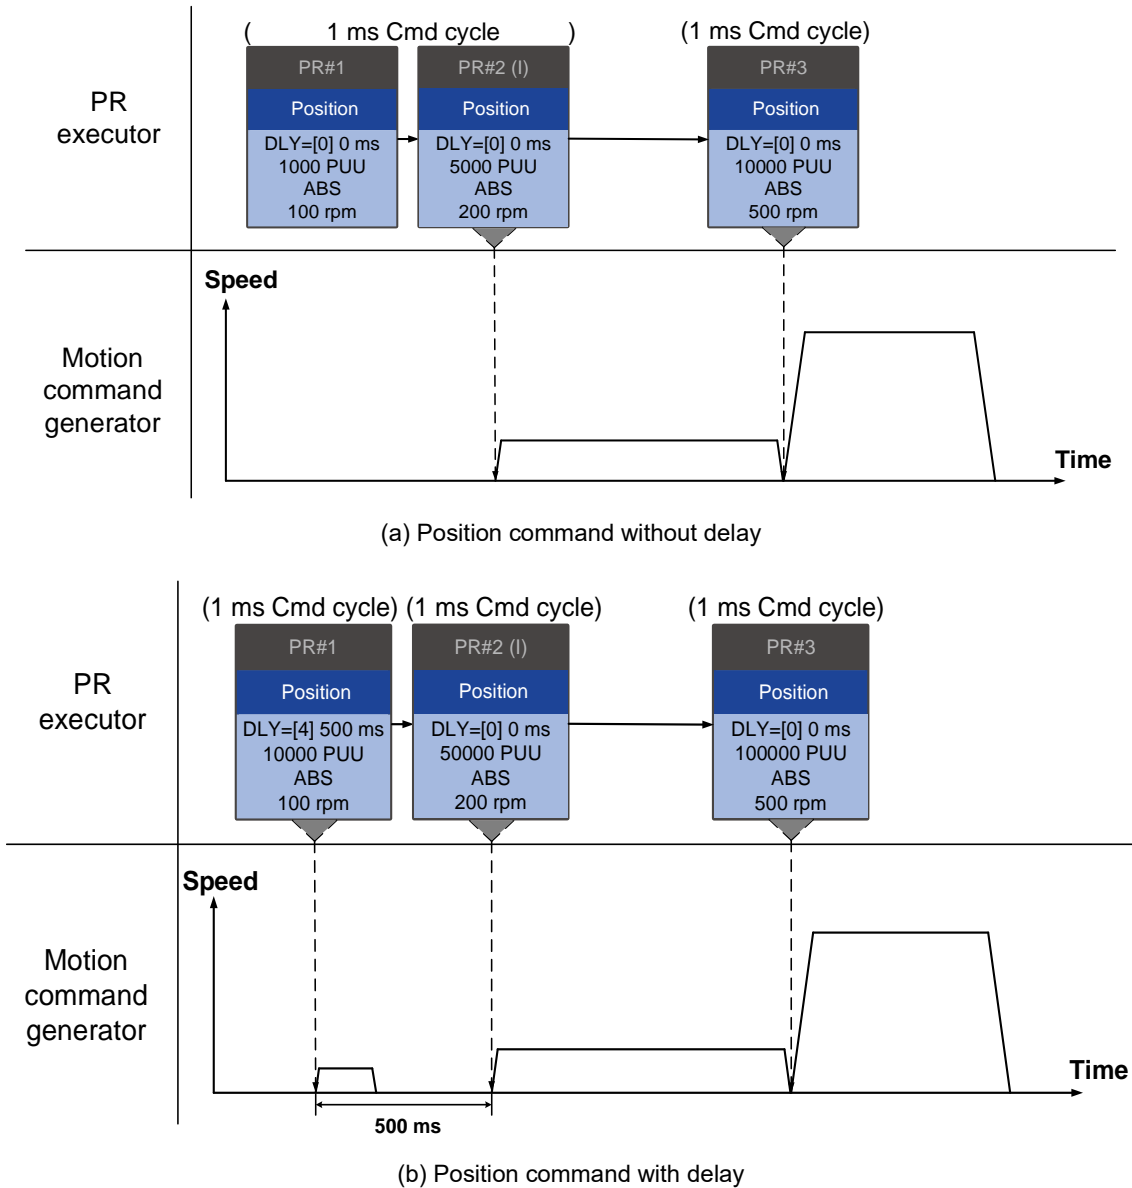 ( 1 ms Cmd cycle )
(1 ms Cmd cycle)
PR
executor
PR#1
Position
DLY=[0] 0 ms
1000 PUU
ABS
100 rpm
PR#2 (I)
Position
DLY=[0] 0 ms
5000 PUU
ABS
200 rpm
PR#3
Position
DLY=[0] 0 ms
10000 PUU
ABS
500 rpm
Motion
command
generator
Speed
Time
(a) Position command without delay
(1 ms Cmd cycle)
(1 ms Cmd cycle)
(1 ms Cmd cycle)
PR
executor
PR#1
Position
DLY=[4] 500 ms
10000 PUU
ABS
100 rpm
PR#2 (I)
Position
DLY=[0] 0 ms
50000 PUU
ABS
200 rpm
PR#3
Position
DLY=[0] 0 ms
100000 PUU
ABS
500 rpm
Motion
command
generator
Speed
Time
500 ms
(b) Position command with delay